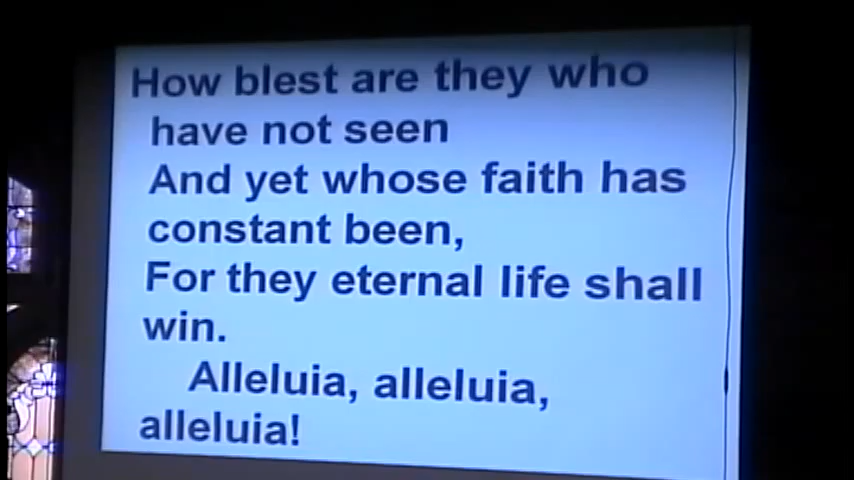 How blest are they who
have not seen
And yet whose faith has
constant been,
For they eternal life shall
win.
Alleluia, alleluia,
alleluia!